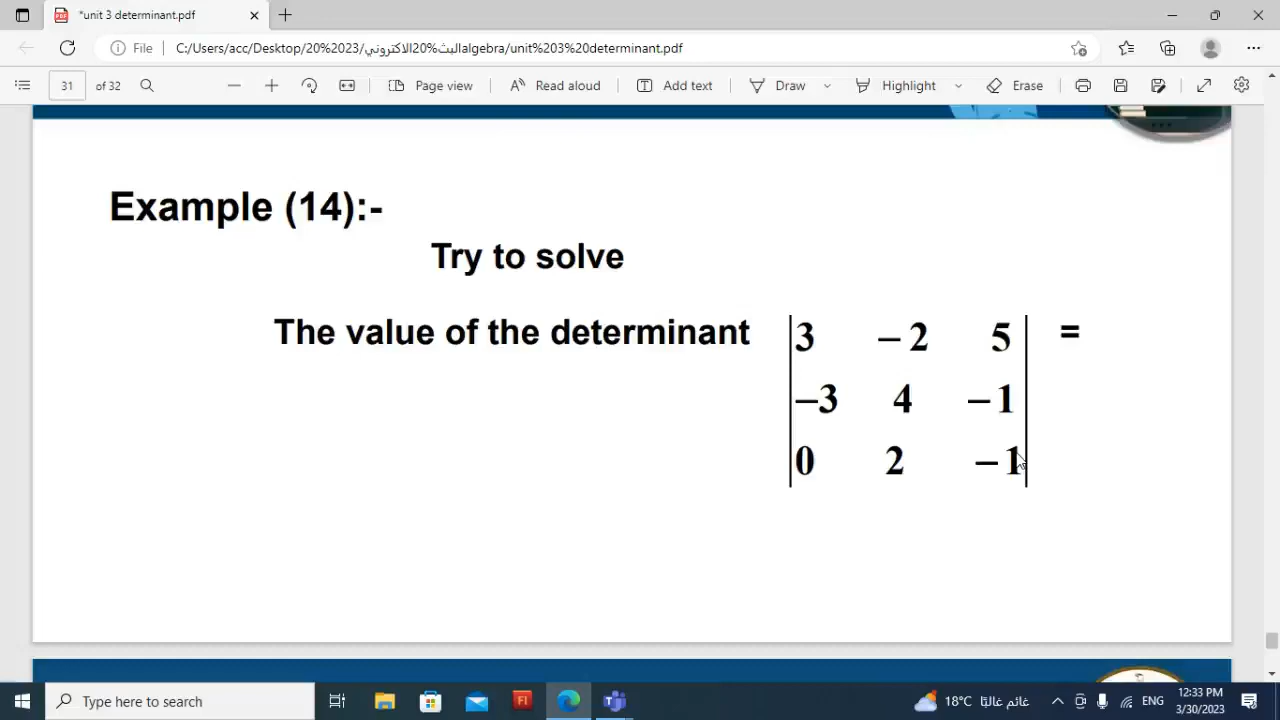 *unit 3 determinant.pdf
File C:/Users/acc/Desktop/20%2023/البث%20الاكتروني/algebra/unit%203%20determinant.pdf
31 of 32 Page view Read aloud Add text Draw Highlight Erase
Example (14):-
Try to solve
The value of the determinant =
3 −2 5
−3 4 −1
0 2 −1
Type here to search
18°C غائم غالبًا ENG 12:33 PM
3/30/2023